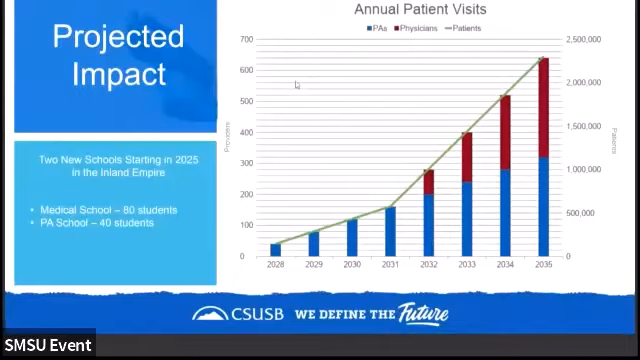 Projected
Impact
Two New Schools Starting in 2025
in the Inland Empire
• Medical School – 80 students
• PA School – 40 students
Annual Patient Visits
PAs Physicians Patients
700
600
500
400
300
200
100
0
Providers
2,500,000
2,000,000
1,500,000
1,000,000
500,000
0
Patients
2028 2029 2030 2031 2032 2033 2034 2035
CSUSB WE DEFINE THE Future
SMSU Event